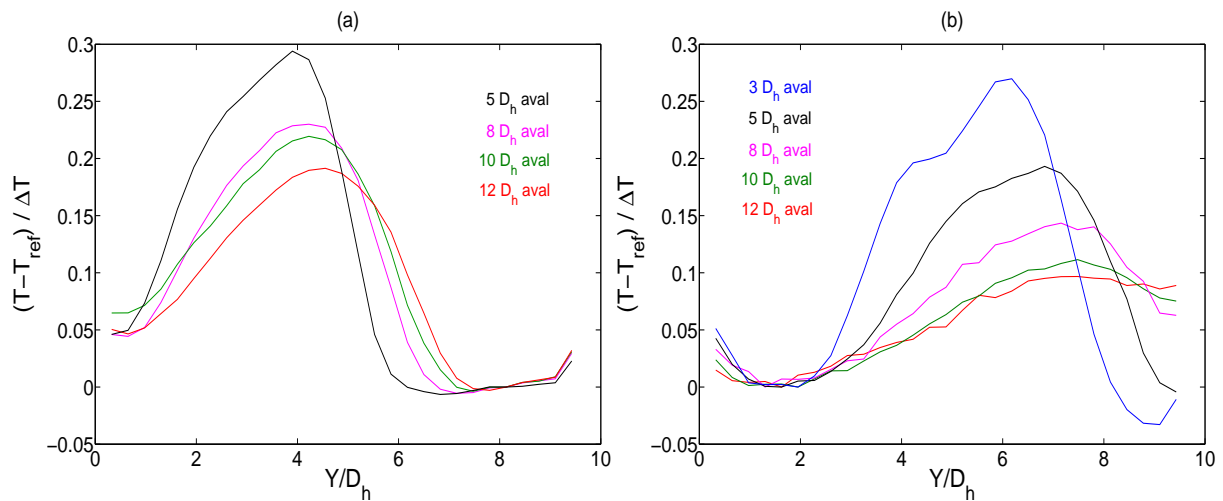 (a)
0.3
0.25
0.2
0.15
0.1
0.05
0
−0.05
(T−T_ref) / ΔT
5 D_h aval
8 D_h aval
10 D_h aval
12 D_h aval
0 2 4 6 8 10
Y/D_h
(b)
0.3
0.25
0.2
0.15
0.1
0.05
0
−0.05
(T−T_ref) / ΔT
3 D_h aval
5 D_h aval
8 D_h aval
10 D_h aval
12 D_h aval
0 2 4 6 8 10
Y/D_h